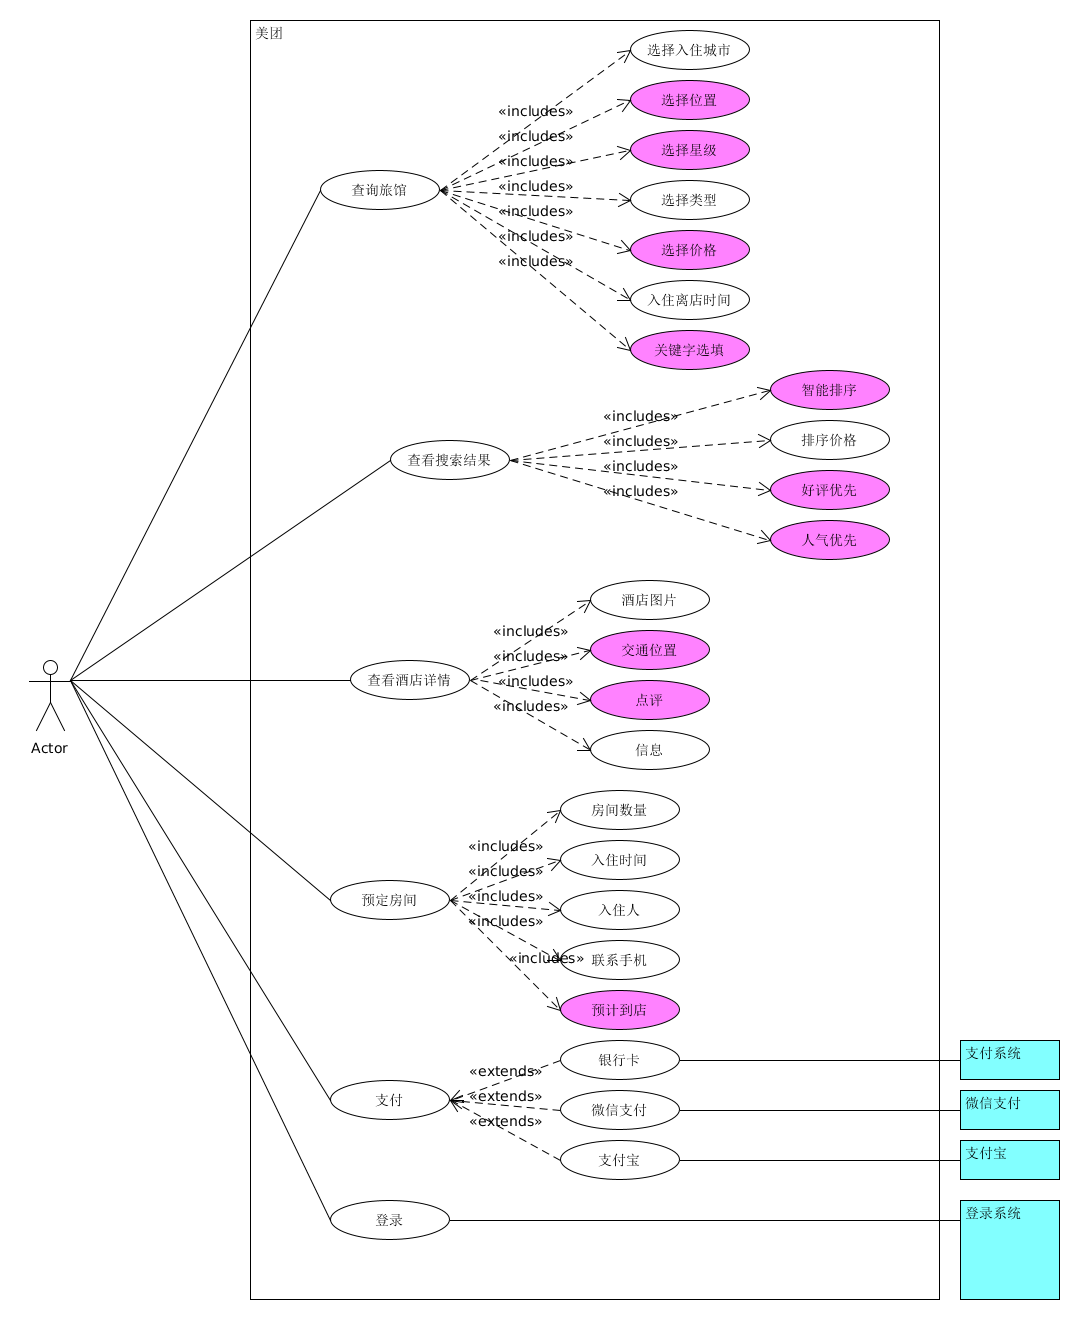 美团
选择入住城市
«includes»
选择位置
«includes»
选择星级
«includes»
查询旅馆
«includes»
选择类型
«includes»
«includes»
选择价格
«includes»
入住离店时间
关键字选填
智能排序
«includes»
«includes»
排序价格
查看搜索结果
«includes»
«includes»
好评优先
人气优先
酒店图片
«includes»
交通位置
«includes»
查看酒店详情
«includes»
点评
«includes»
信息
Actor
房间数量
«includes»
入住时间
«includes»
预定房间
«includes»
入住人
«includes»
«includes»
联系手机
预计到店
支付系统
银行卡
«extends»
支付
«extends»
微信支付
微信支付
«extends»
支付宝
支付宝
登录
登录系统